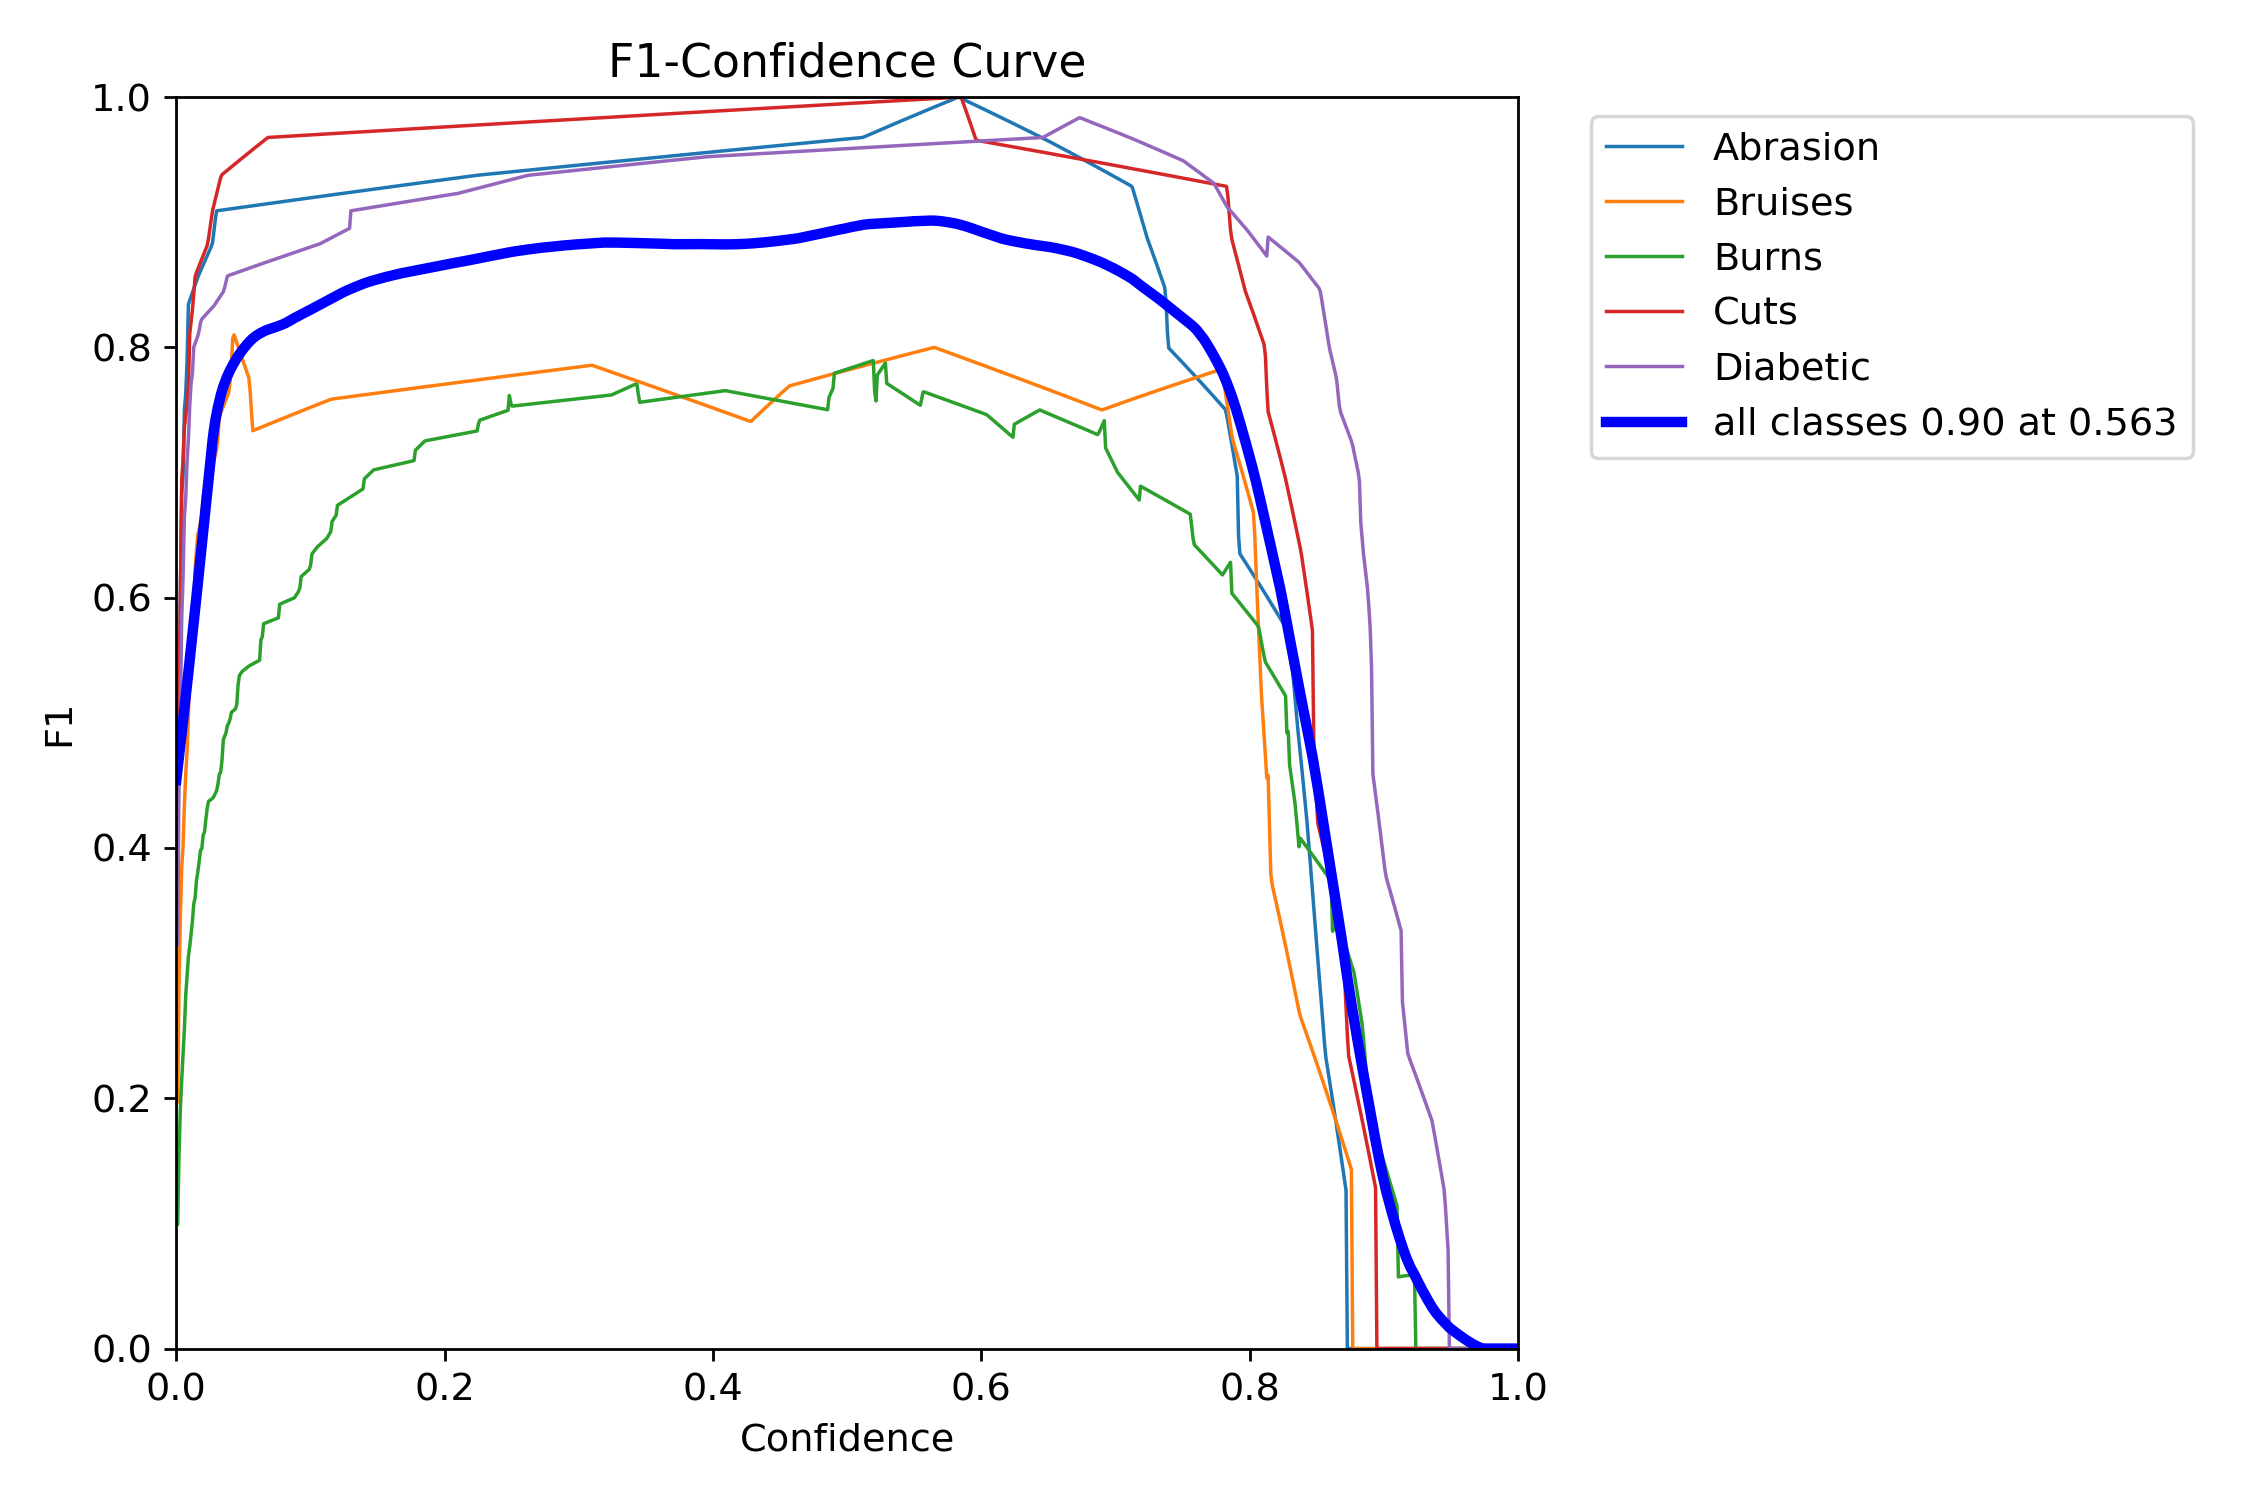 F1-Confidence Curve
1.0
0.8
0.6
0.4
0.2
0.0
F1
0.0 0.2 0.4 0.6 0.8 1.0
Confidence
Abrasion
Bruises
Burns
Cuts
Diabetic
all classes 0.90 at 0.563